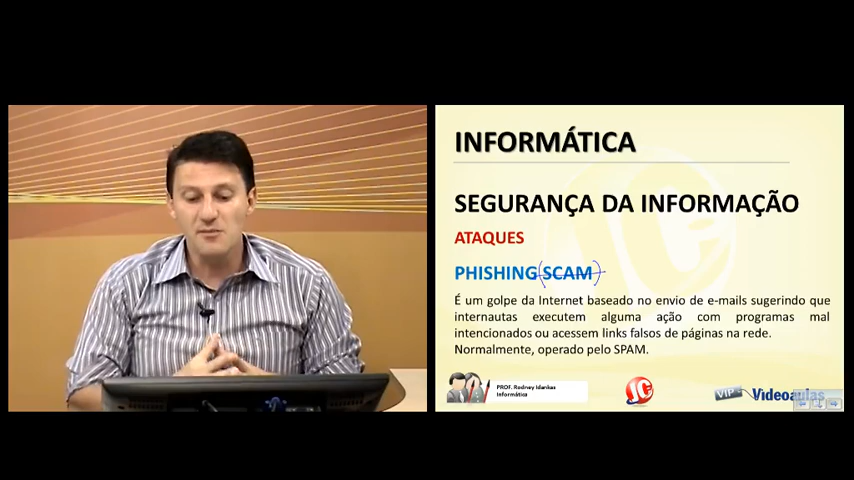 INFORMÁTICA
SEGURANÇA DA INFORMAÇÃO
ATAQUES
PHISHING (SCAM)
É um golpe da Internet baseado no envio de e-mails sugerindo que
internautas executem alguma ação com programas mal
intencionados ou acessem links falsos de páginas na rede.
Normalmente, operado pelo SPAM.
PROF. Rodney Idankas
Informática
JC
VIP
Videoaulas